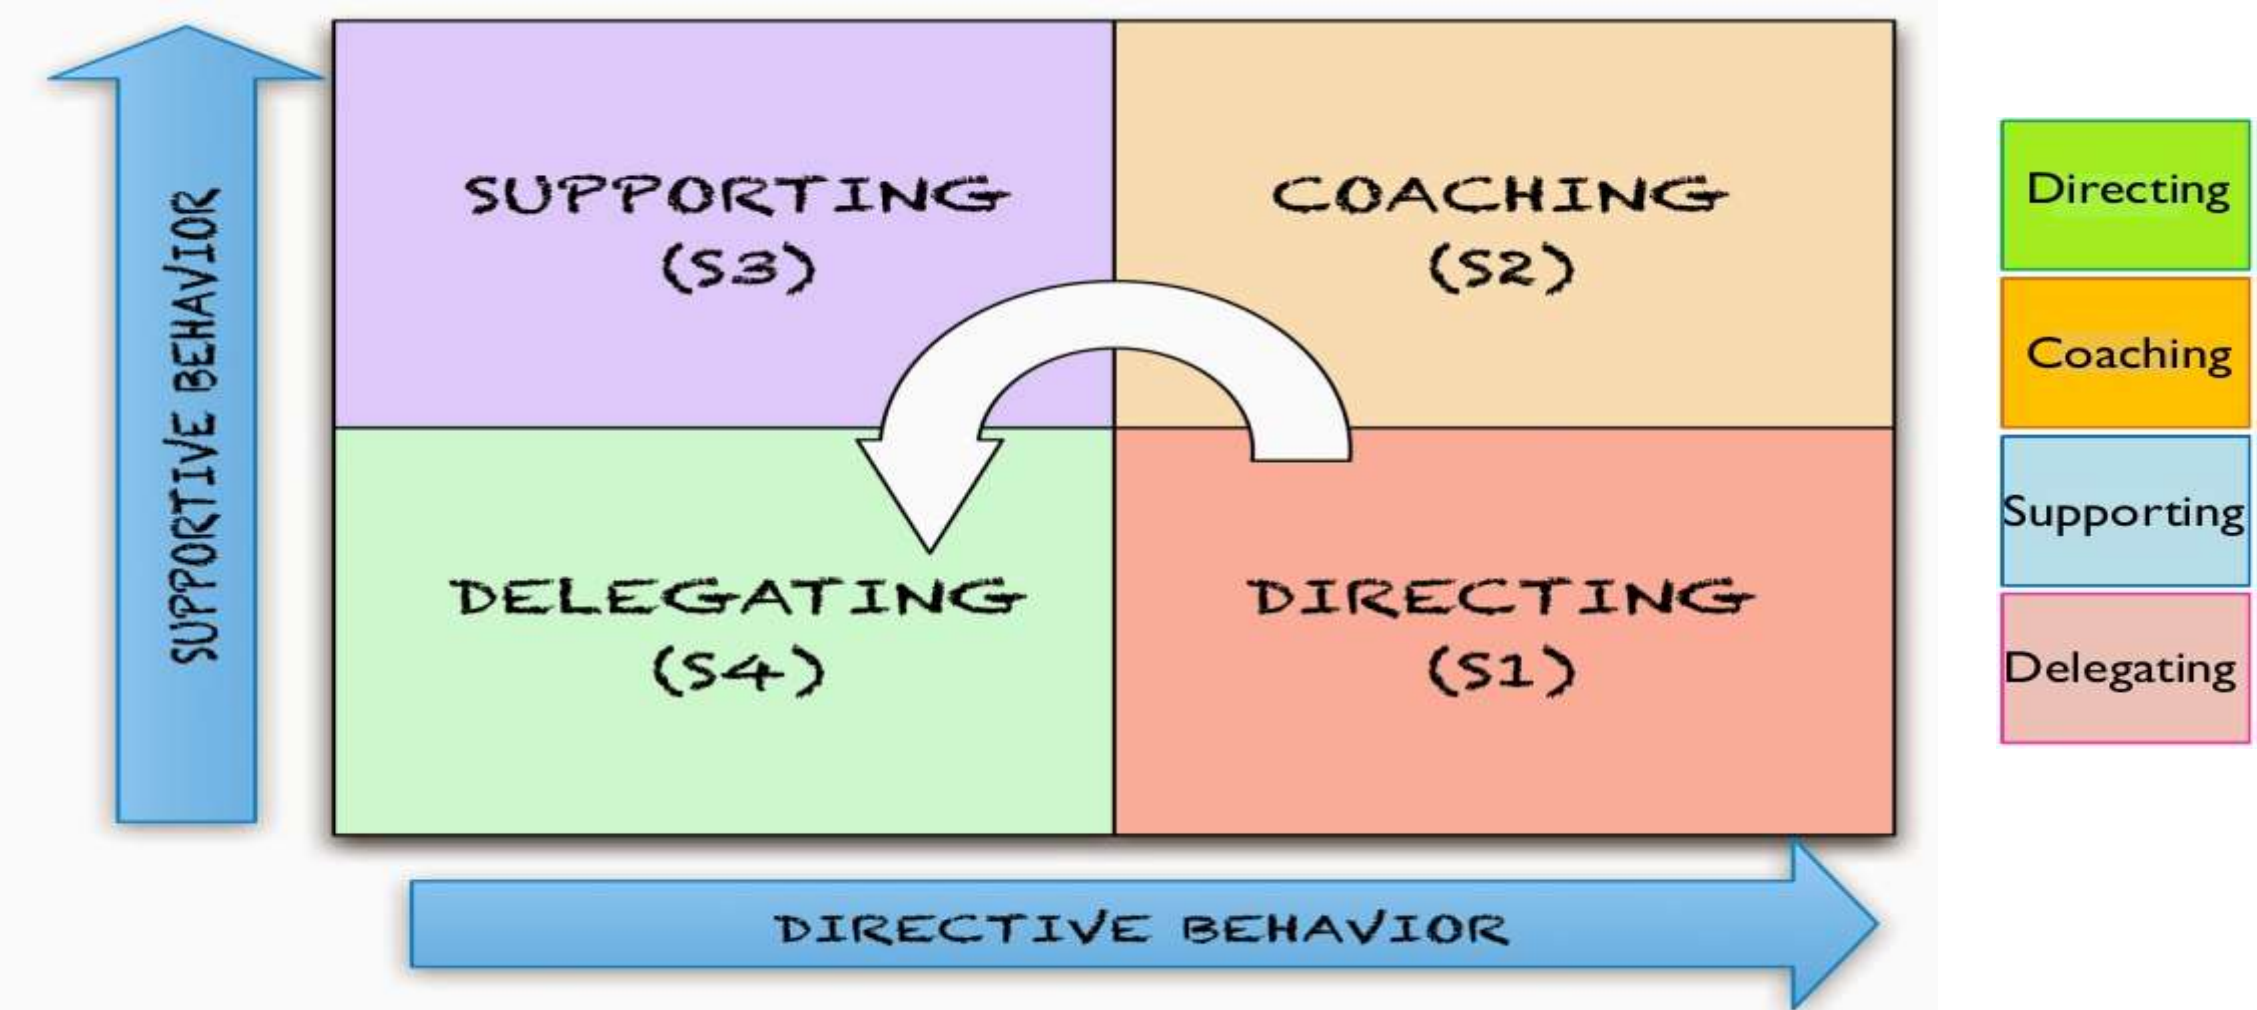 SUPPORTIVE BEHAVIOR
SUPPORTING
(S3)
COACHING
(S2)
DELEGATING
(S4)
DIRECTING
(S1)
DIRECTIVE BEHAVIOR
Directing
Coaching
Supporting
Delegating